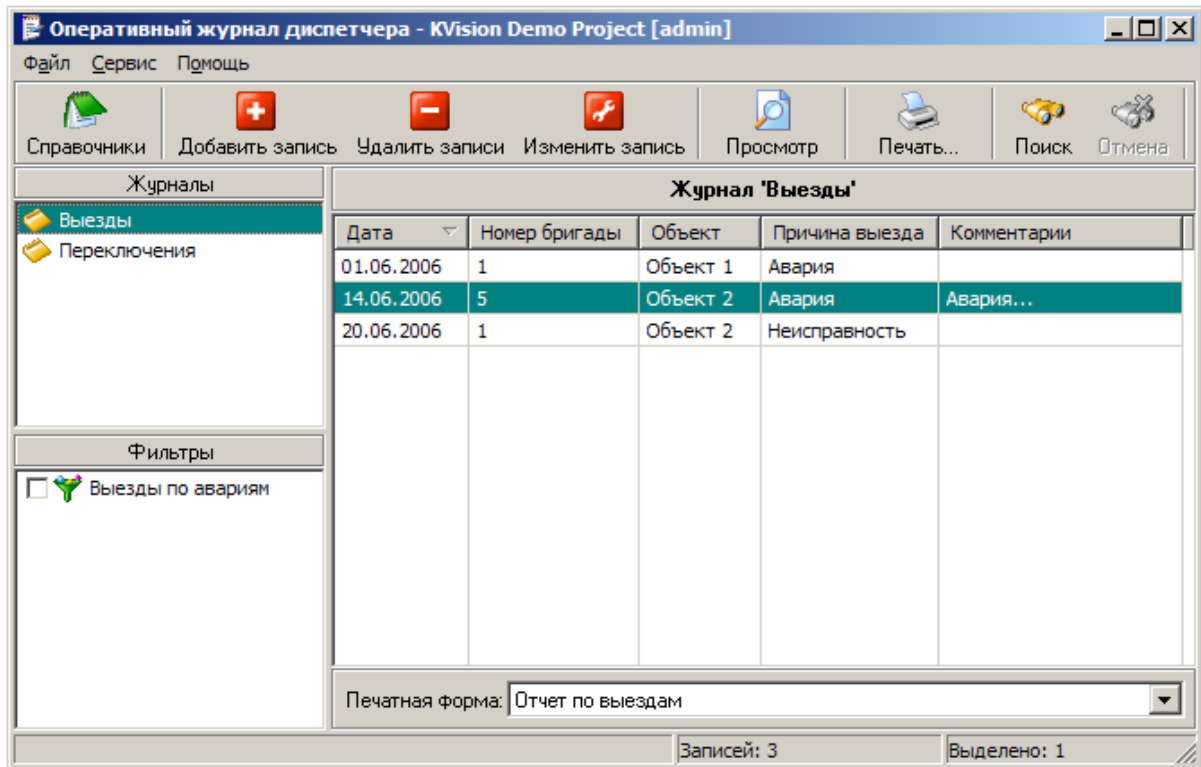 Оперативный журнал диспетчера - KVision Demo Project [admin]
Файл Сервис Помощь
Справочники Добавить запись Удалить записи Изменить запись Просмотр Печать... Поиск Отмена
Журналы
Выезды
Переключения
Фильтры
Выезды по авариям
Журнал 'Выезды'
Дата Номер бригады Объект Причина выезда Комментарии
01.06.2006 1 Объект 1 Авария
14.06.2006 5 Объект 2 Авария Авария...
20.06.2006 1 Объект 2 Неисправность
Печатная форма: Отчет по выездам
Записей: 3 Выделено: 1